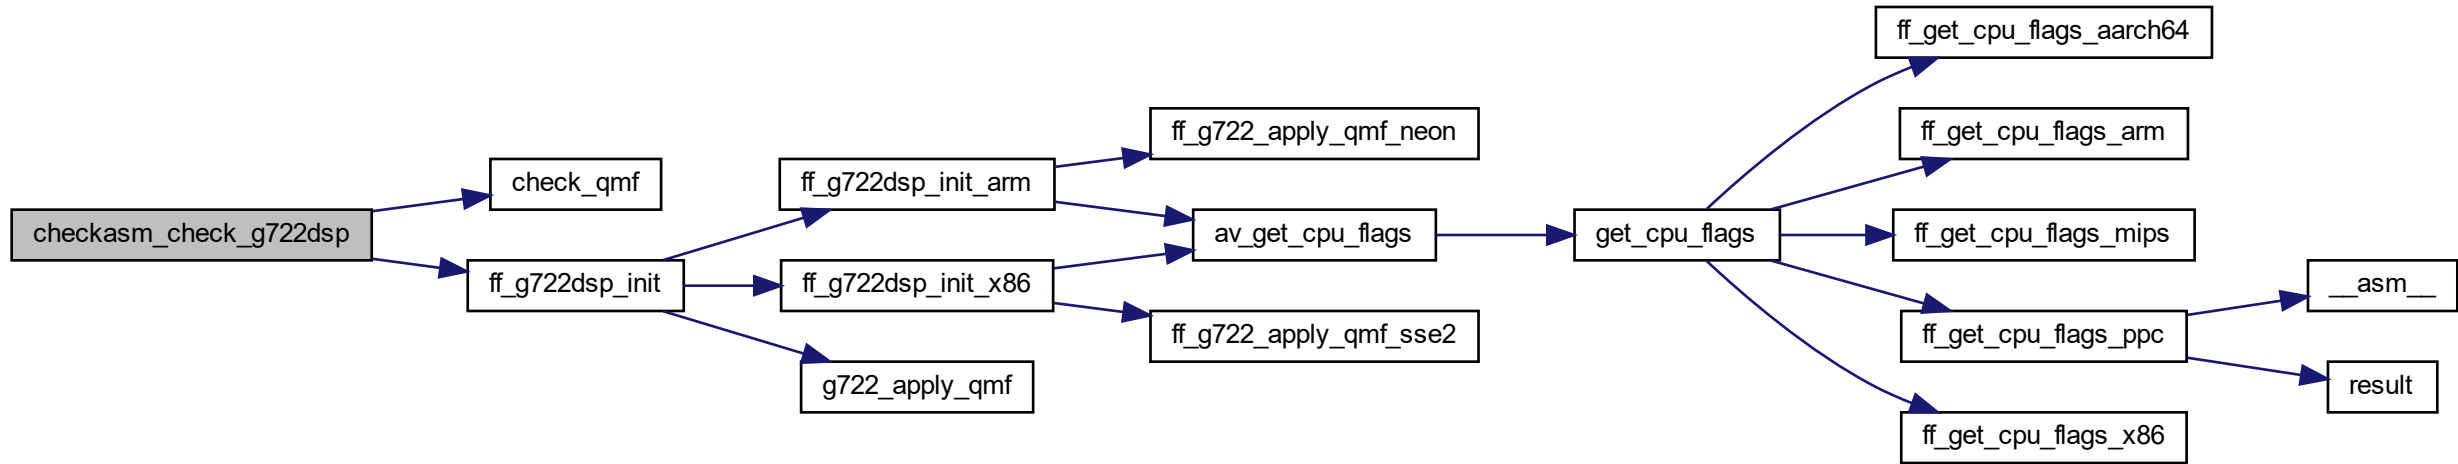 checkasm_check_g722dsp
check_qmf
ff_g722dsp_init
ff_g722dsp_init_arm
ff_g722dsp_init_x86
g722_apply_qmf
ff_g722_apply_qmf_neon
av_get_cpu_flags
ff_g722_apply_qmf_sse2
get_cpu_flags
ff_get_cpu_flags_aarch64
ff_get_cpu_flags_arm
ff_get_cpu_flags_mips
ff_get_cpu_flags_ppc
ff_get_cpu_flags_x86
__asm__
result